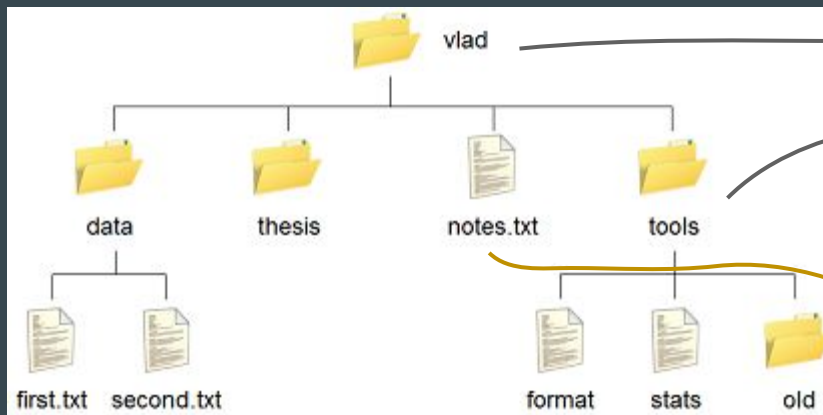 vlad
data thesis notes.txt tools
first.txt second.txt format stats old